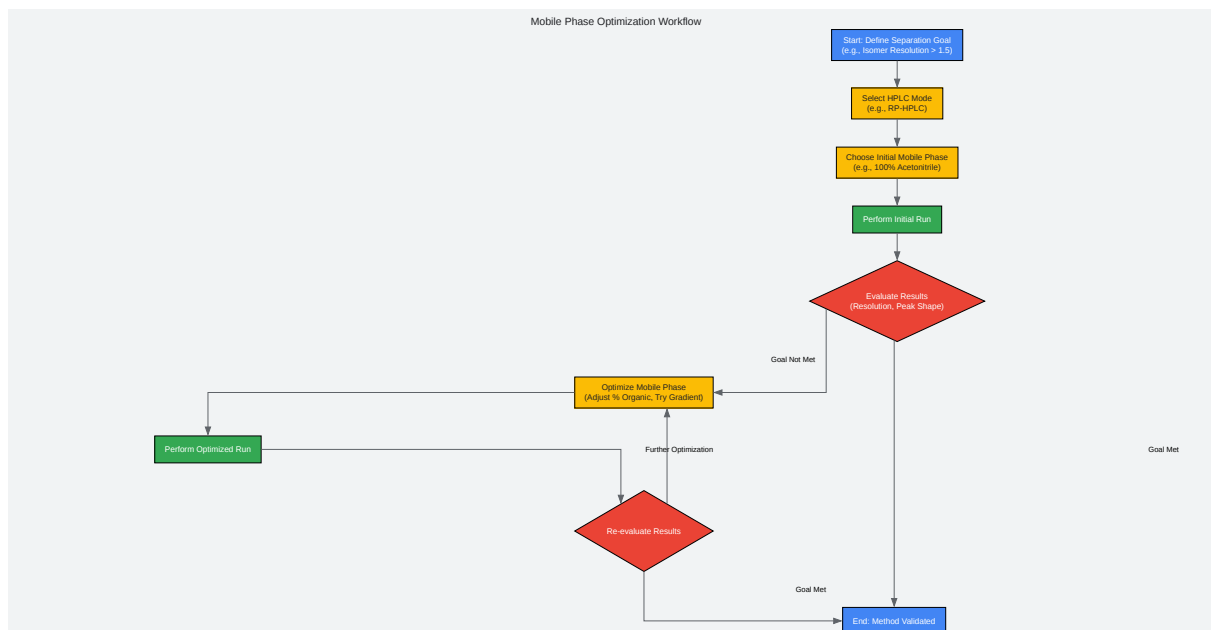 Mobile Phase Optimization Workflow
Start: Define Separation Goal
(e.g., Isomer Resolution > 1.5)
Select HPLC Mode
(e.g., RP-HPLC)
Choose Initial Mobile Phase
(e.g., 100% Acetonitrile)
Perform Initial Run
Evaluate Results
(Resolution, Peak Shape)
Goal Not Met
Optimize Mobile Phase
(Adjust % Organic, Try Gradient)
Perform Optimized Run
Further Optimization
Goal Met
Re-evaluate Results
Goal Met
End: Method Validated